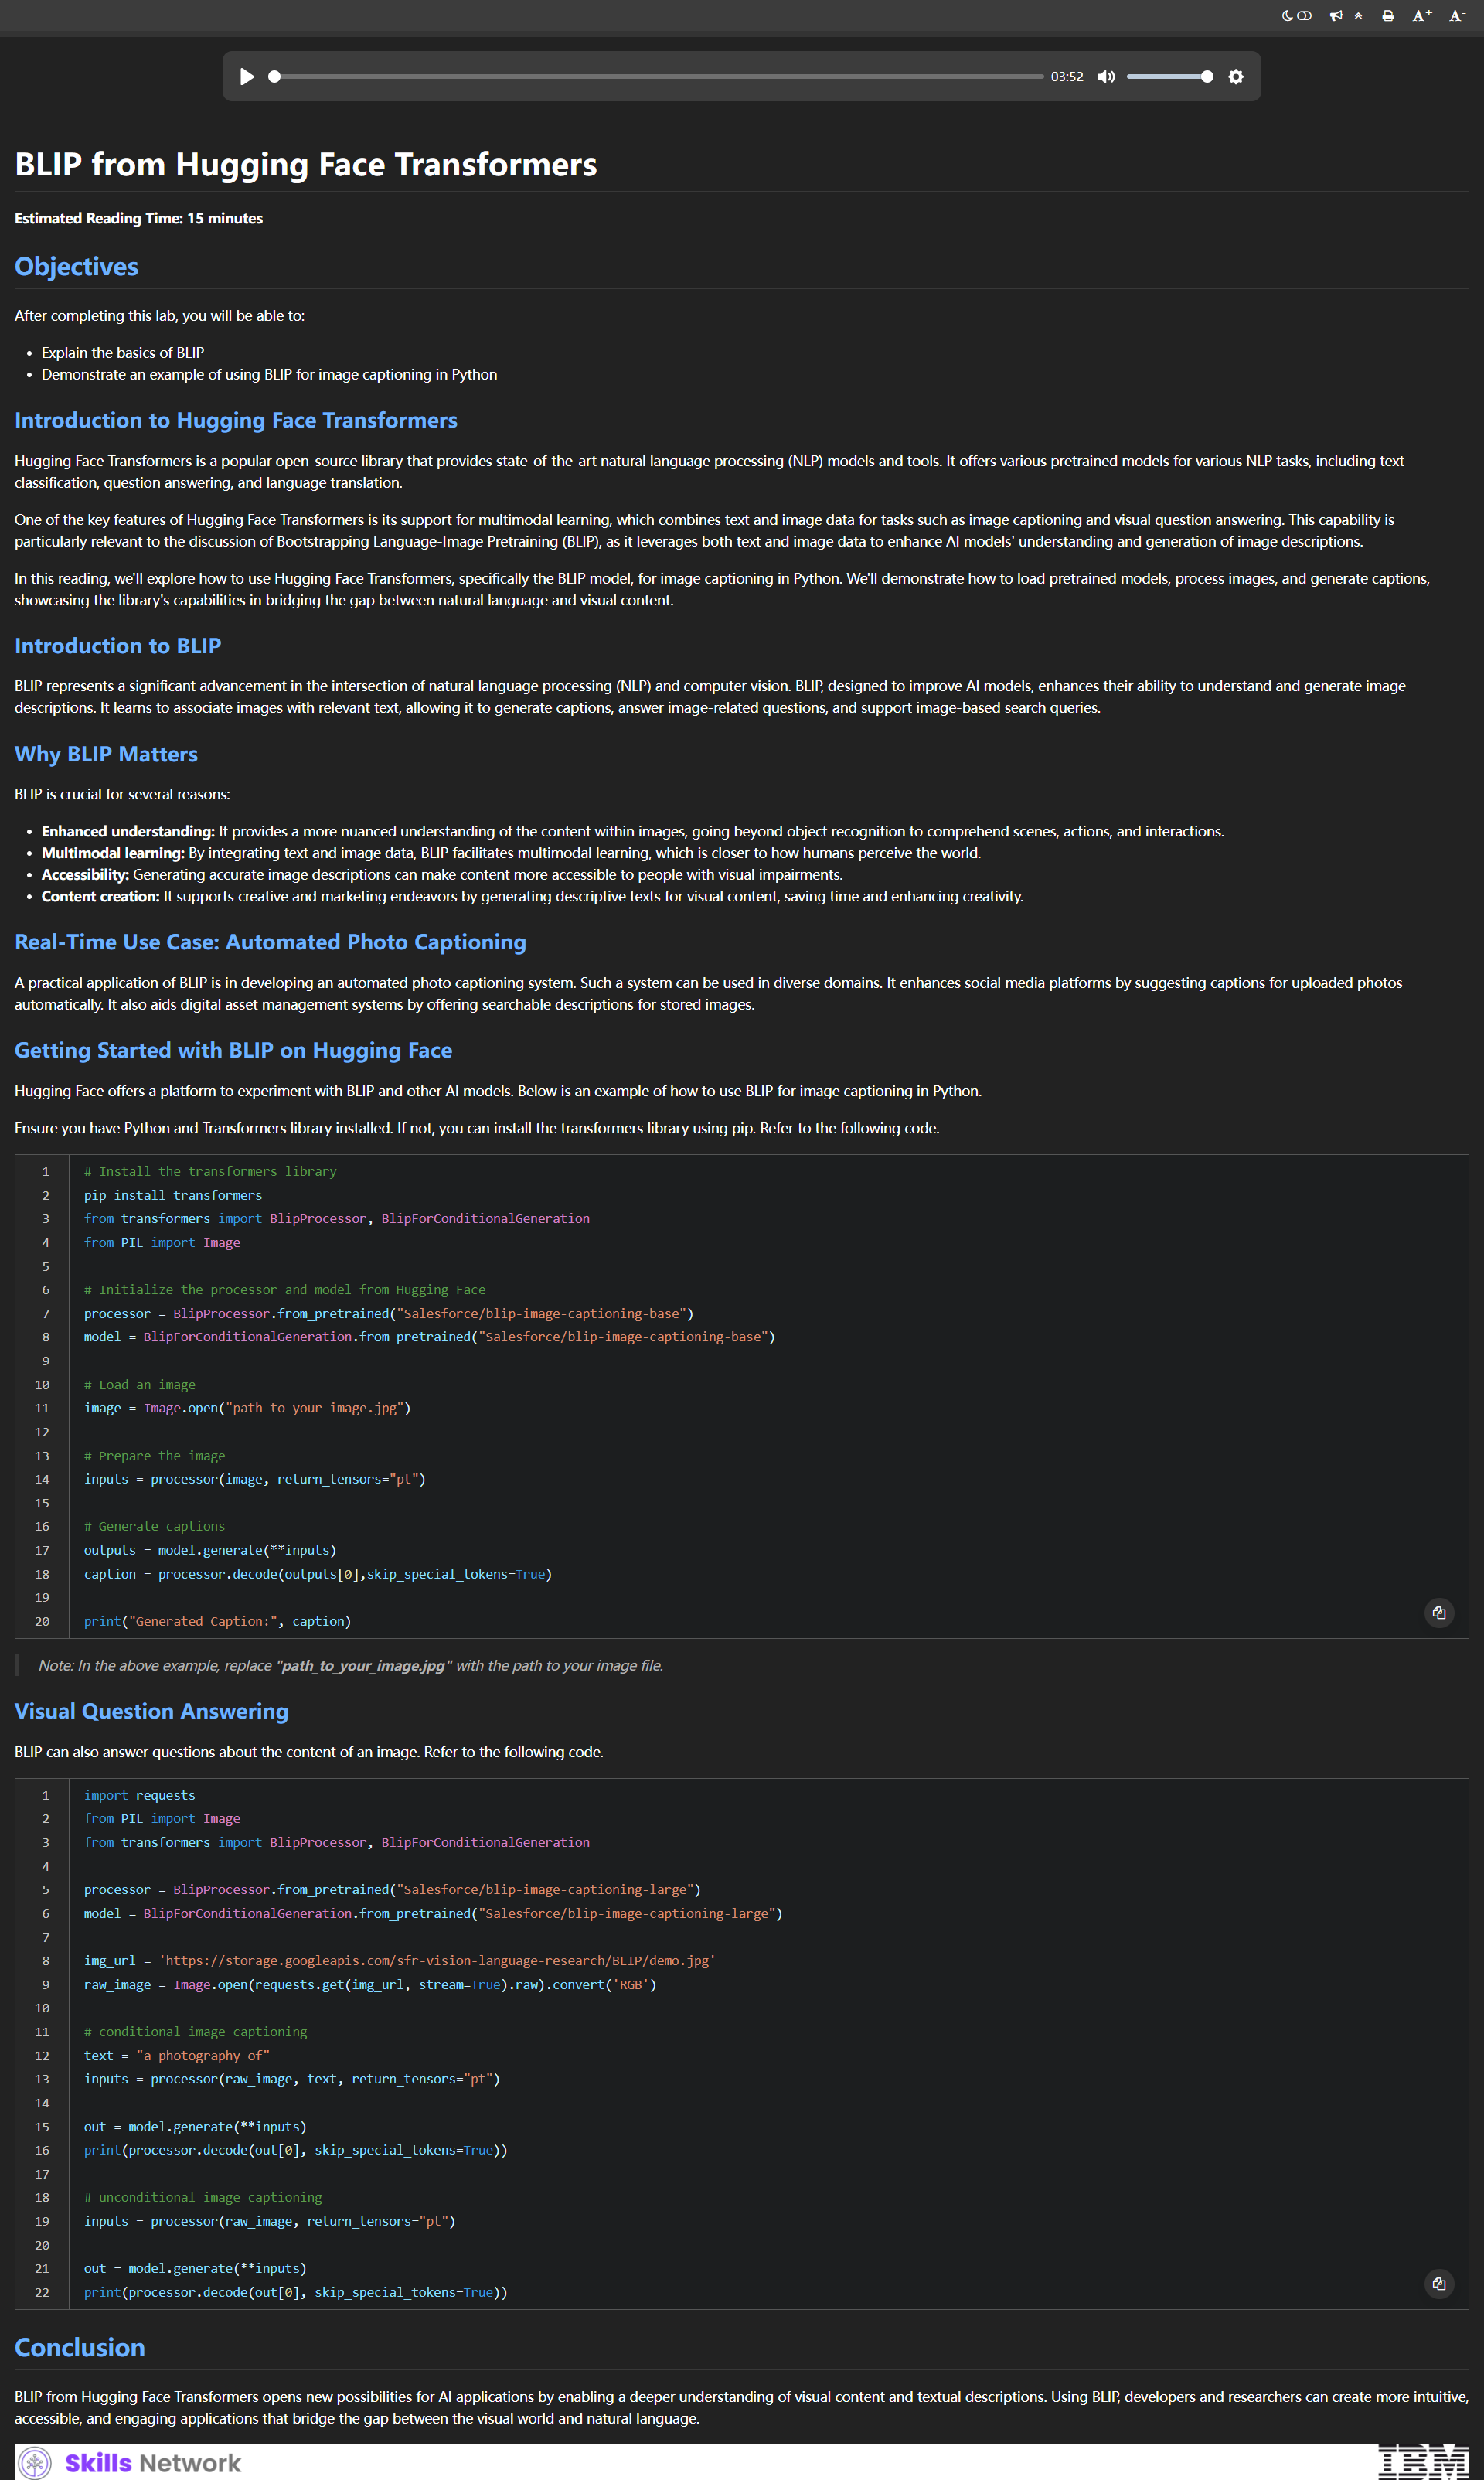 A+ A-
03:52
BLIP from Hugging Face Transformers
Estimated Reading Time: 15 minutes
Objectives
After completing this lab, you will be able to:
• Explain the basics of BLIP
• Demonstrate an example of using BLIP for image captioning in Python
Introduction to Hugging Face Transformers
Hugging Face Transformers is a popular open-source library that provides state-of-the-art natural language processing (NLP) models and tools. It offers various pretrained models for various NLP tasks, including text
classification, question answering, and language translation.
One of the key features of Hugging Face Transformers is its support for multimodal learning, which combines text and image data for tasks such as image captioning and visual question answering. This capability is
particularly relevant to the discussion of Bootstrapping Language-Image Pretraining (BLIP), as it leverages both text and image data to enhance AI models' understanding and generation of image descriptions.
In this reading, we'll explore how to use Hugging Face Transformers, specifically the BLIP model, for image captioning in Python. We'll demonstrate how to load pretrained models, process images, and generate captions,
showcasing the library's capabilities in bridging the gap between natural language and visual content.
Introduction to BLIP
BLIP represents a significant advancement in the intersection of natural language processing (NLP) and computer vision. BLIP, designed to improve AI models, enhances their ability to understand and generate image
descriptions. It learns to associate images with relevant text, allowing it to generate captions, answer image-related questions, and support image-based search queries.
Why BLIP Matters
BLIP is crucial for several reasons:
• Enhanced understanding: It provides a more nuanced understanding of the content within images, going beyond object recognition to comprehend scenes, actions, and interactions.
• Multimodal learning: By integrating text and image data, BLIP facilitates multimodal learning, which is closer to how humans perceive the world.
• Accessibility: Generating accurate image descriptions can make content more accessible to people with visual impairments.
• Content creation: It supports creative and marketing endeavors by generating descriptive texts for visual content, saving time and enhancing creativity.
Real-Time Use Case: Automated Photo Captioning
A practical application of BLIP is in developing an automated photo captioning system. Such a system can be used in diverse domains. It enhances social media platforms by suggesting captions for uploaded photos
automatically. It also aids digital asset management systems by offering searchable descriptions for stored images.
Getting Started with BLIP on Hugging Face
Hugging Face offers a platform to experiment with BLIP and other AI models. Below is an example of how to use BLIP for image captioning in Python.
Ensure you have Python and Transformers library installed. If not, you can install the transformers library using pip. Refer to the following code.
1 # Install the transformers library
2 pip install transformers
3 from transformers import BlipProcessor, BlipForConditionalGeneration
4 from PIL import Image
5
6 # Initialize the processor and model from Hugging Face
7 processor = BlipProcessor.from_pretrained("Salesforce/blip-image-captioning-base")
8 model = BlipForConditionalGeneration.from_pretrained("Salesforce/blip-image-captioning-base")
9
10 # Load an image
11 image = Image.open("path_to_your_image.jpg")
12
13 # Prepare the image
14 inputs = processor(image, return_tensors="pt")
15
16 # Generate captions
17 outputs = model.generate(**inputs)
18 caption = processor.decode(outputs[0],skip_special_tokens=True)
19
20 print("Generated Caption:", caption)
Note: In the above example, replace "path_to_your_image.jpg" with the path to your image file.
Visual Question Answering
BLIP can also answer questions about the content of an image. Refer to the following code.
1 import requests
2 from PIL import Image
3 from transformers import BlipProcessor, BlipForConditionalGeneration
4
5 processor = BlipProcessor.from_pretrained("Salesforce/blip-image-captioning-large")
6 model = BlipForConditionalGeneration.from_pretrained("Salesforce/blip-image-captioning-large")
7
8 img_url = 'https://storage.googleapis.com/sfr-vision-language-research/BLIP/demo.jpg'
9 raw_image = Image.open(requests.get(img_url, stream=True).raw).convert('RGB')
10
11 # conditional image captioning
12 text = "a photography of"
13 inputs = processor(raw_image, text, return_tensors="pt")
14
15 out = model.generate(**inputs)
16 print(processor.decode(out[0], skip_special_tokens=True))
17
18 # unconditional image captioning
19 inputs = processor(raw_image, return_tensors="pt")
20
21 out = model.generate(**inputs)
22 print(processor.decode(out[0], skip_special_tokens=True))
Conclusion
BLIP from Hugging Face Transformers opens new possibilities for AI applications by enabling a deeper understanding of visual content and textual descriptions. Using BLIP, developers and researchers can create more intuitive,
accessible, and engaging applications that bridge the gap between the visual world and natural language.
Skills Network IBM